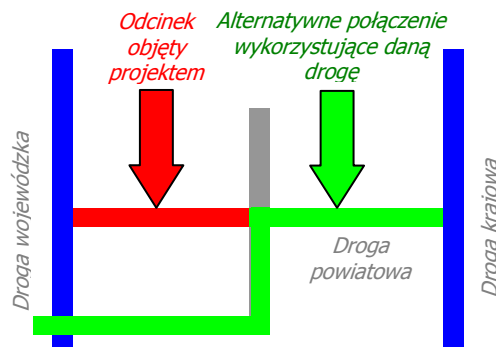 Odcinek
objęty
projektem
Alternatywne połączenie
wykorzystujące daną
drogę
Droga wojewódzka
Droga
powiatowa
Droga krajowa